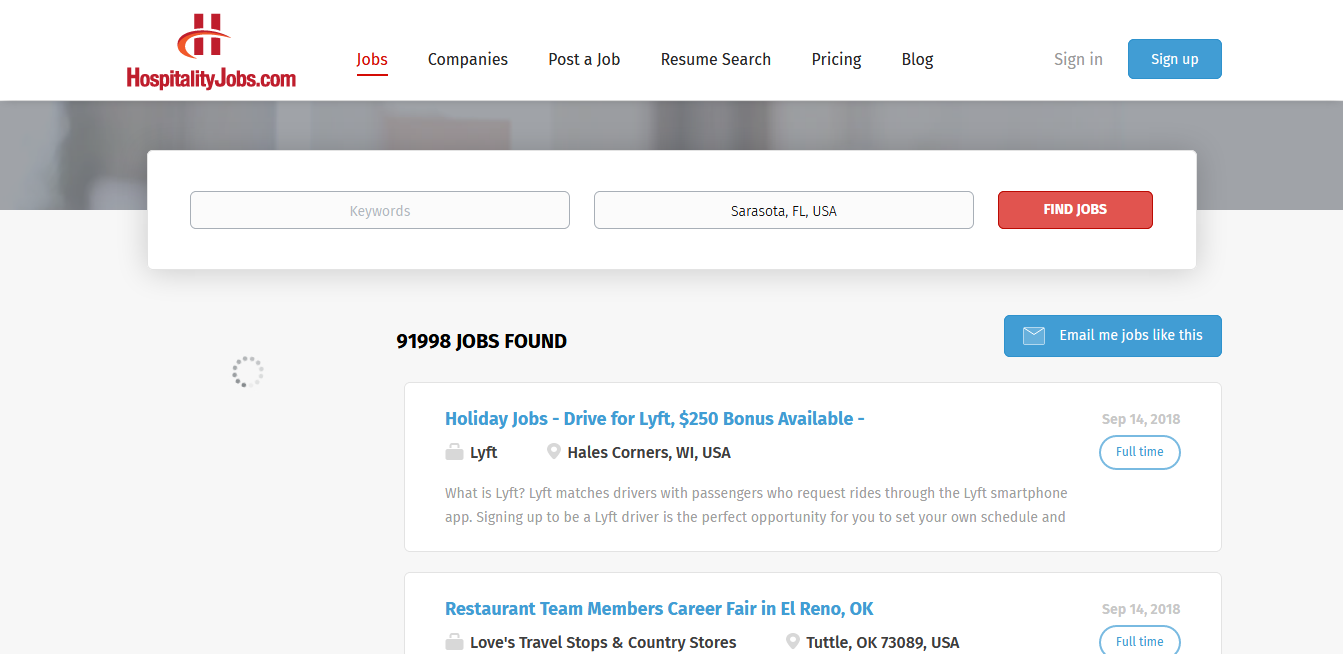 HospitalityJobs.com
Jobs Companies Post a Job Resume Search Pricing Blog Sign in Sign up
Keywords Sarasota, FL, USA FIND JOBS
91998 JOBS FOUND Email me jobs like this
Holiday Jobs - Drive for Lyft, $250 Bonus Available - Sep 14, 2018
Lyft Hales Corners, WI, USA Full time
What is Lyft? Lyft matches drivers with passengers who request rides through the Lyft smartphone
app. Signing up to be a Lyft driver is the perfect opportunity for you to set your own schedule and
Restaurant Team Members Career Fair in El Reno, OK Sep 14, 2018
Love's Travel Stops & Country Stores Tuttle, OK 73089, USA Full time